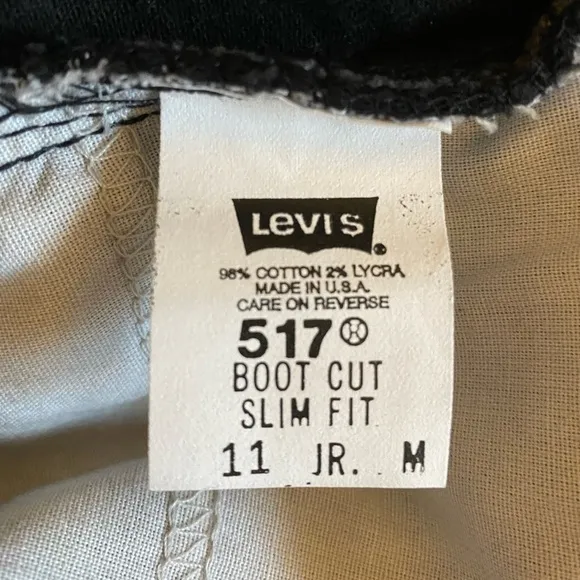 LEVI'S ®
98% COTTON 2% LYCRA
MADE IN U.S.A.
CARE ON REVERSE
517
BOOT CUT
SLIM FIT
11 JR. M